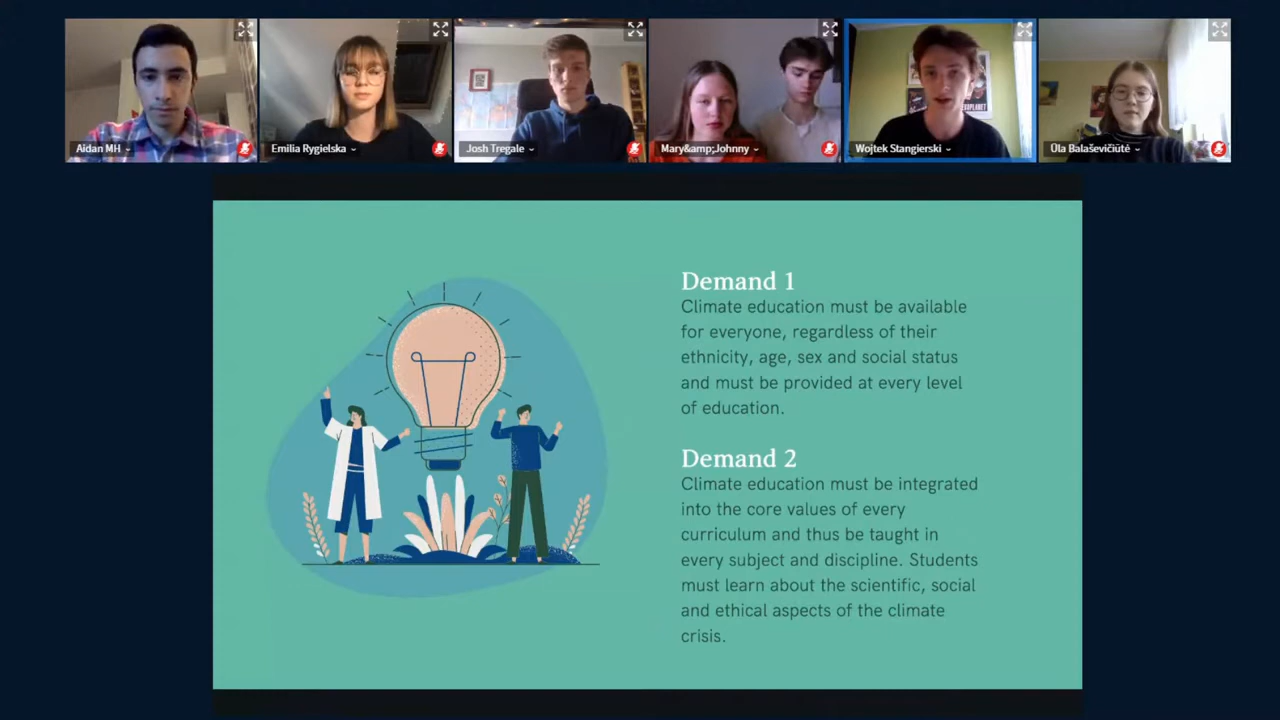 Aidan MH
Emilia Rygielska
Josh Tregale
Mary&amp;Johnny
Wojtek Stangierski
Ūla Balaševičiūtė
Demand 1
Climate education must be available
for everyone, regardless of their
ethnicity, age, sex and social status
and must be provided at every level
of education.
Demand 2
Climate education must be integrated
into the core values of every
curriculum and thus be taught in
every subject and discipline. Students
must learn about the scientific, social
and ethical aspects of the climate
crisis.